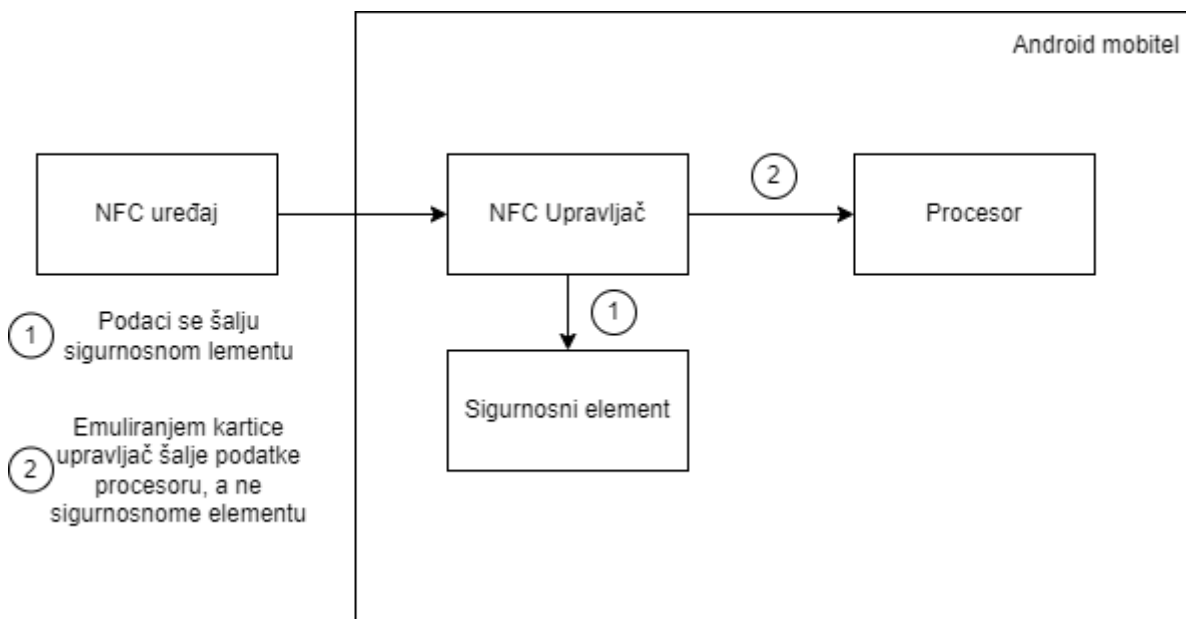 Android mobitel
NFC uređaj
NFC Upravljač
2
Procesor
1
Sigurnosni element
1
Podaci se šalju
sigurnosnom lementu
2
Emuliranjem kartice
upravljač šalje podatke
procesoru, a ne
sigurnosnome elementu